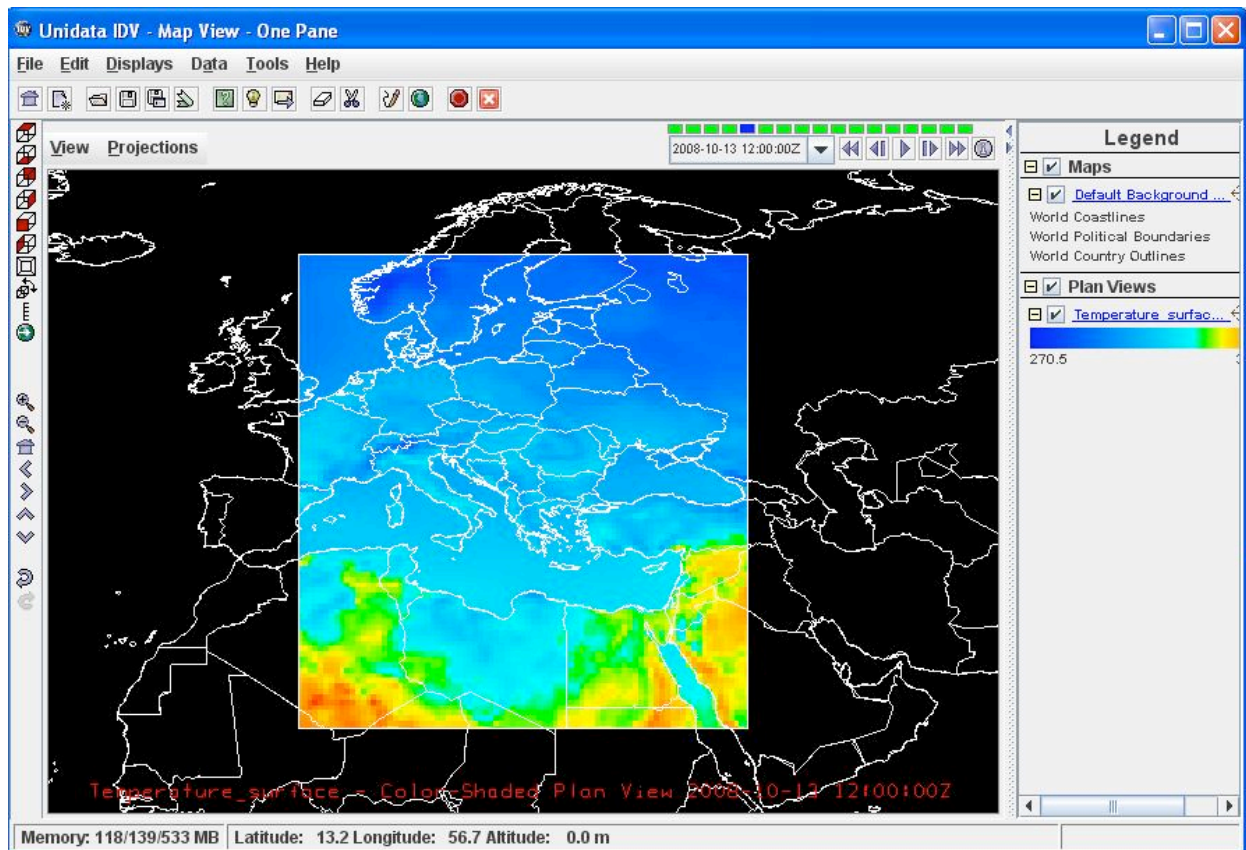 Unidata IDV - Map View - One Pane
File Edit Displays Data Tools Help
View Projections
2008-10-13 12:00:00Z
Legend
Maps
Default Background ...
World Coastlines
World Political Boundaries
World Country Outlines
Plan Views
Temperature_surfac...
270.5
Temperature_surface - Color-Shaded Plan View 2008-10-13 12:00:00Z
Memory: 118/139/533 MB Latitude: 13.2 Longitude: 56.7 Altitude: 0.0 m